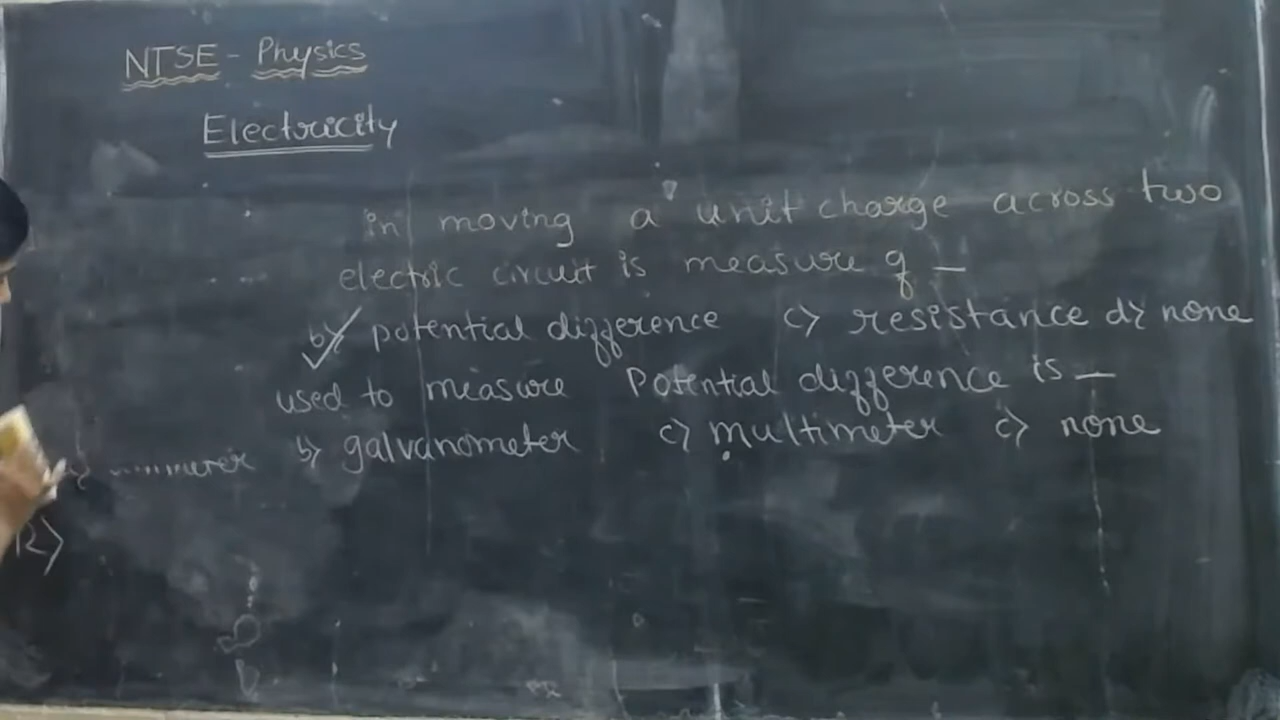 NTSE - Physics
Electricity
in moving a unit charge across two
electric circuit is measure of —
b) potential difference c) resistance d) none
used to measure Potential difference is —
b) galvanometer c) multimeter c) none
12)